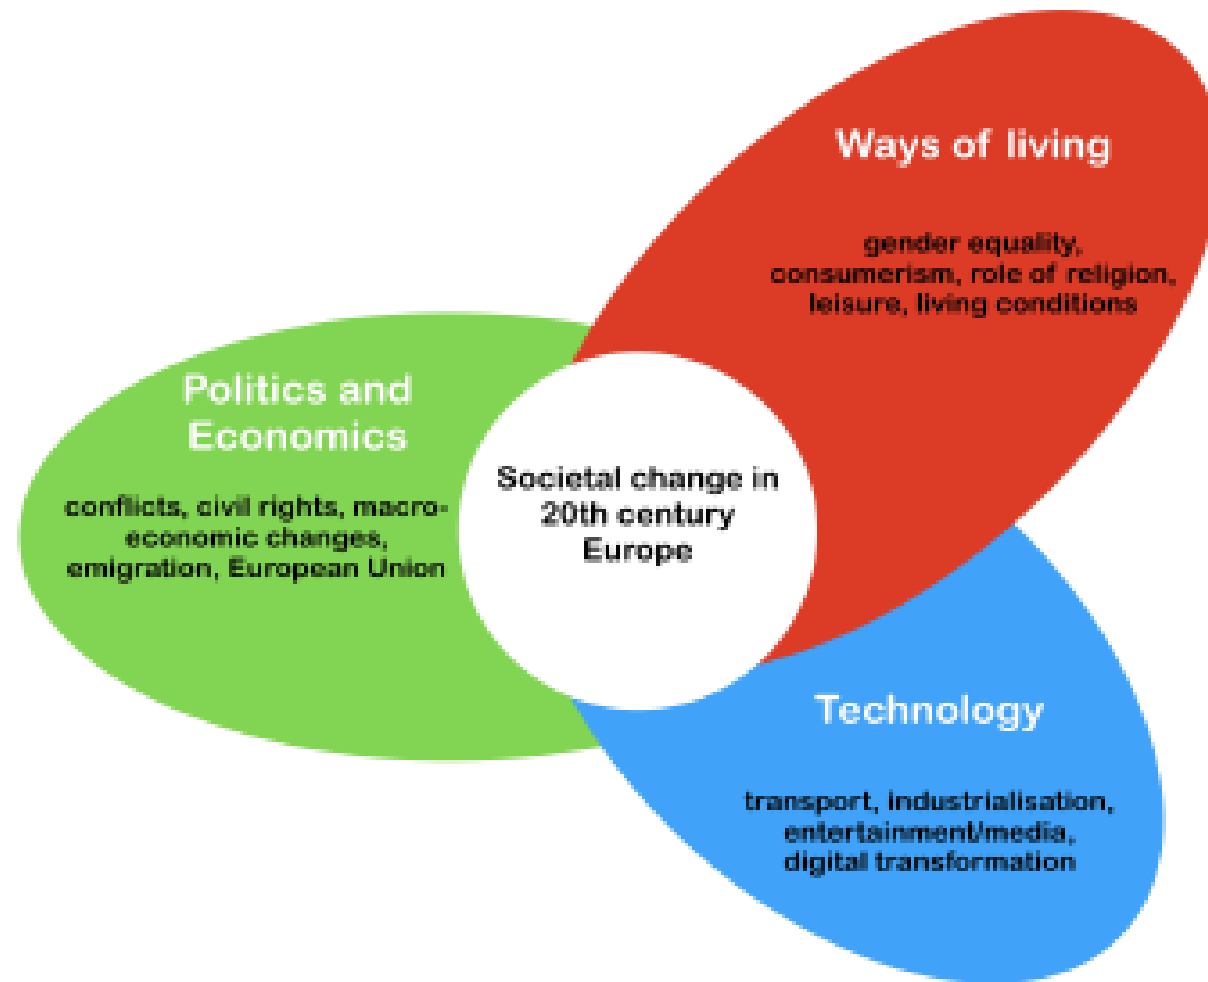 Ways of living
gender equality,
consumerism, role of religion,
leisure, living conditions
Politics and
Economics
conflicts, civil rights, macro-
economic changes,
emigration, European Union
Societal change in
20th century
Europe
Technology
transport, industrialisation,
entertainment/media,
digital transformation